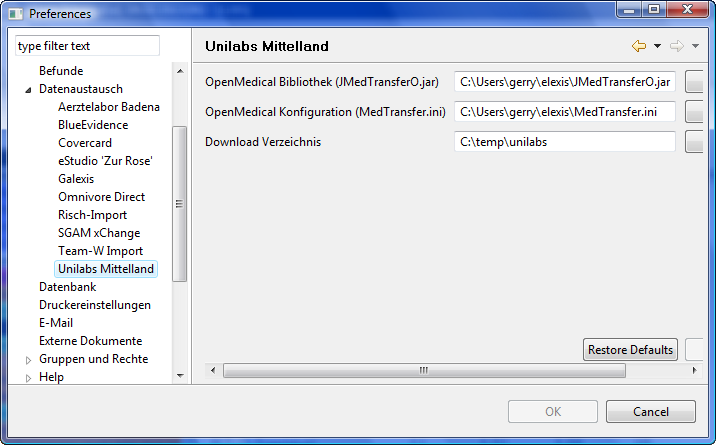 Preferences
type filter text
Befunde
Datenaustausch
Aerztelabor Badena
BlueEvidence
Covercard
eStudio 'Zur Rose'
Galexis
Omnivore Direct
Risch-Import
SGAM xChange
Team-W Import
Unilabs Mittelland
Datenbank
Druckereinstellungen
E-Mail
Externe Dokumente
Gruppen und Rechte
Help
Unilabs Mittelland
OpenMedical Bibliothek (JMedTransferO.jar) C:\Users\gerry\elexis\JMedTransferO.jar
OpenMedical Konfiguration (MedTransfer.ini) C:\Users\gerry\elexis\MedTransfer.ini
Download Verzeichnis C:\temp\unilabs
Restore Defaults
OK Cancel